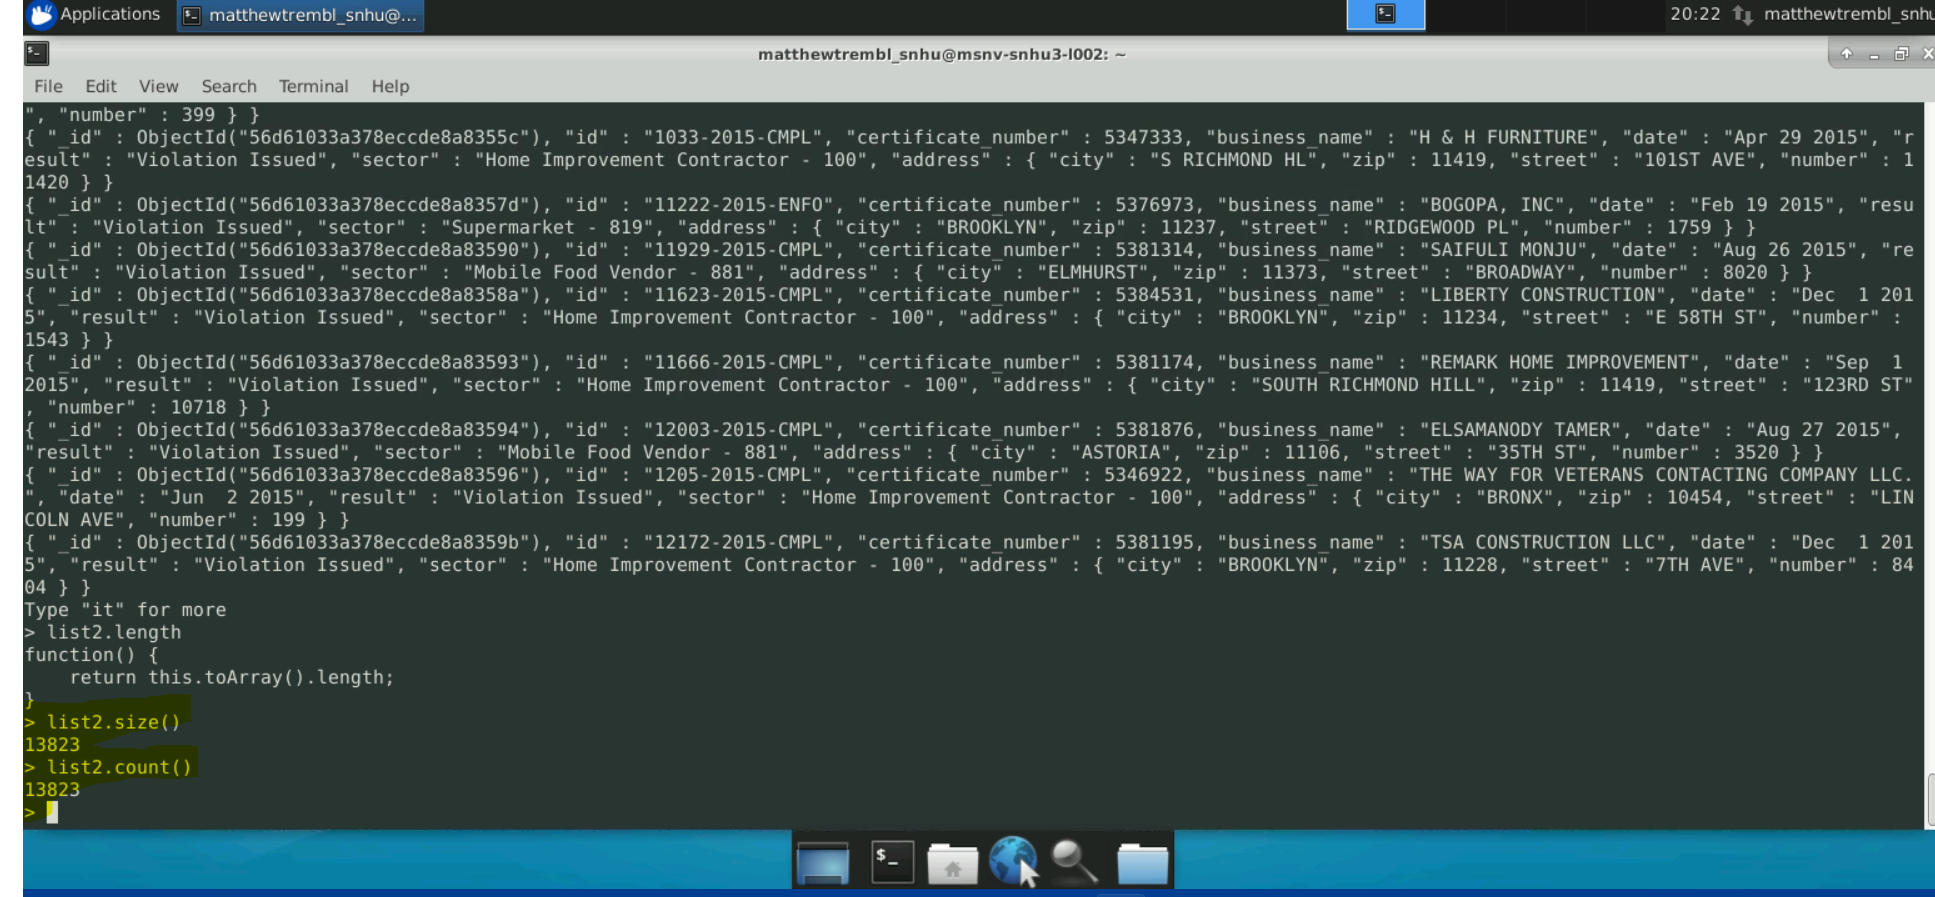 Applications
matthewtrembl_snhu@...
20:22
matthewtrembl_snhu
matthewtrembl_snhu@msnv-snhu3-l002: ~
File Edit View Search Terminal Help
", "number" : 399 } }
{ "_id" : ObjectId("56d61033a378eccde8a8355c"), "id" : "1033-2015-CMPL", "certificate_number" : 5347333, "business_name" : "H & H FURNITURE", "date" : "Apr 29 2015", "r
esult" : "Violation Issued", "sector" : "Home Improvement Contractor - 100", "address" : { "city" : "S RICHMOND HL", "zip" : 11419, "street" : "101ST AVE", "number" : 1
1420 } }
{ "_id" : ObjectId("56d61033a378eccde8a8357d"), "id" : "11222-2015-ENFO", "certificate_number" : 5376973, "business_name" : "BOGOPA, INC", "date" : "Feb 19 2015", "resu
lt" : "Violation Issued", "sector" : "Supermarket - 819", "address" : { "city" : "BROOKLYN", "zip" : 11237, "street" : "RIDGEWOOD PL", "number" : 1759 } }
{ "_id" : ObjectId("56d61033a378eccde8a83590"), "id" : "11929-2015-CMPL", "certificate_number" : 5381314, "business_name" : "SAIFULI MONJU", "date" : "Aug 26 2015", "re
sult" : "Violation Issued", "sector" : "Mobile Food Vendor - 881", "address" : { "city" : "ELMHURST", "zip" : 11373, "street" : "BROADWAY", "number" : 8020 } }
{ "_id" : ObjectId("56d61033a378eccde8a8358a"), "id" : "11623-2015-CMPL", "certificate_number" : 5384531, "business_name" : "LIBERTY CONSTRUCTION", "date" : "Dec  1 201
5", "result" : "Violation Issued", "sector" : "Home Improvement Contractor - 100", "address" : { "city" : "BROOKLYN", "zip" : 11234, "street" : "E 58TH ST", "number" :
1543 } }
{ "_id" : ObjectId("56d61033a378eccde8a83593"), "id" : "11666-2015-CMPL", "certificate_number" : 5381174, "business_name" : "REMARK HOME IMPROVEMENT", "date" : "Sep  1
2015", "result" : "Violation Issued", "sector" : "Home Improvement Contractor - 100", "address" : { "city" : "SOUTH RICHMOND HILL", "zip" : 11419, "street" : "123RD ST"
, "number" : 10718 } }
{ "_id" : ObjectId("56d61033a378eccde8a83594"), "id" : "12003-2015-CMPL", "certificate_number" : 5381876, "business_name" : "ELSAMANODY TAMER", "date" : "Aug 27 2015",
"result" : "Violation Issued", "sector" : "Mobile Food Vendor - 881", "address" : { "city" : "ASTORIA", "zip" : 11106, "street" : "35TH ST", "number" : 3520 } }
{ "_id" : ObjectId("56d61033a378eccde8a83596"), "id" : "1205-2015-CMPL", "certificate_number" : 5346922, "business_name" : "THE WAY FOR VETERANS CONTACTING COMPANY LLC.
", "date" : "Jun  2 2015", "result" : "Violation Issued", "sector" : "Home Improvement Contractor - 100", "address" : { "city" : "BRONX", "zip" : 10454, "street" : "LIN
COLN AVE", "number" : 199 } }
{ "_id" : ObjectId("56d61033a378eccde8a8359b"), "id" : "12172-2015-CMPL", "certificate_number" : 5381195, "business_name" : "TSA CONSTRUCTION LLC", "date" : "Dec  1 201
5", "result" : "Violation Issued", "sector" : "Home Improvement Contractor - 100", "address" : { "city" : "BROOKLYN", "zip" : 11228, "street" : "7TH AVE", "number" : 84
04 } }
Type "it" for more
> list2.length
function() {
    return this.toArray().length;
}
> list2.size()
13823
> list2.count()
13823
>